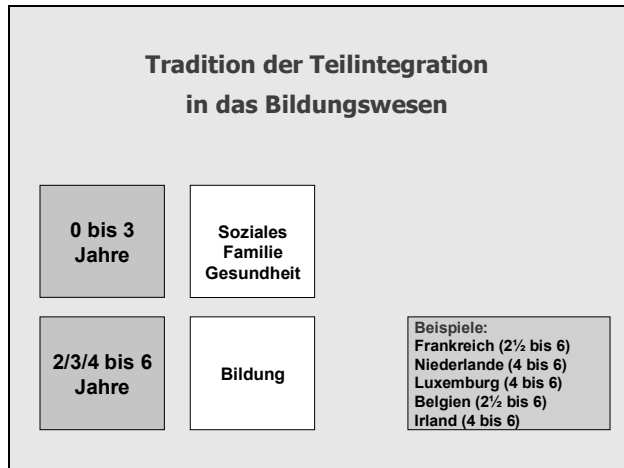 Tradition der Teilintegration
in das Bildungswesen
0 bis 3
Jahre
Soziales
Familie
Gesundheit
2/3/4 bis 6
Jahre
Bildung
Beispiele:
Frankreich (2½ bis 6)
Niederlande (4 bis 6)
Luxemburg (4 bis 6)
Belgien (2½ bis 6)
Irland (4 bis 6)